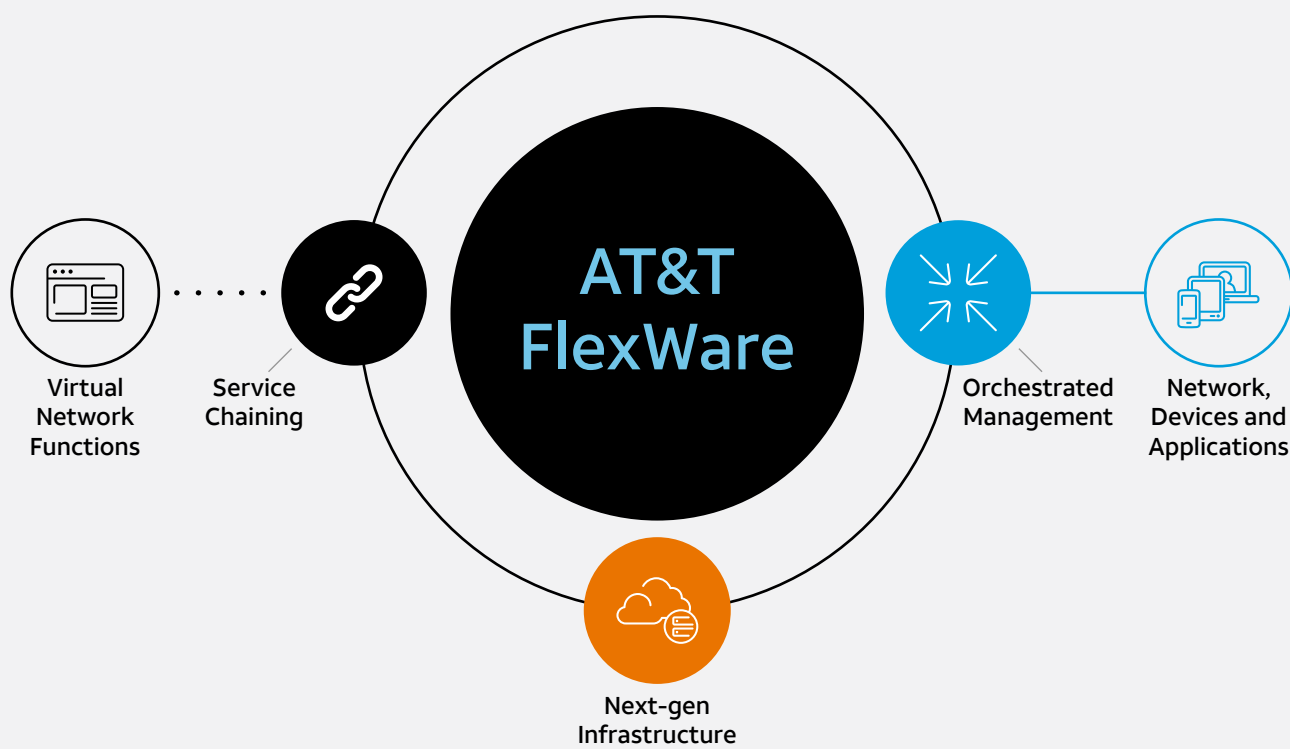 AT&T
FlexWare
Virtual
Network
Functions
Service
Chaining
Orchestrated
Management
Network,
Devices and
Applications
Next-gen
Infrastructure